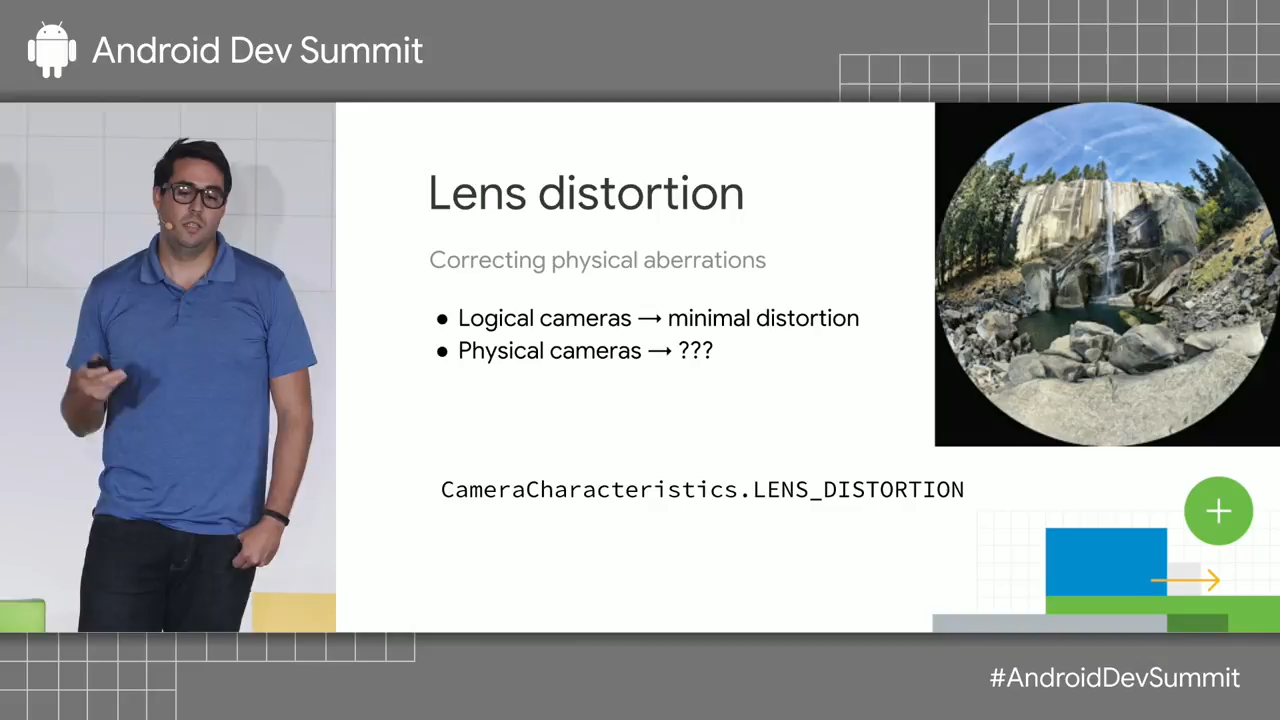 Android Dev Summit
Lens distortion
Correcting physical aberrations
● Logical cameras → minimal distortion
● Physical cameras → ???
CameraCharacteristics.LENS_DISTORTION
#AndroidDevSummit